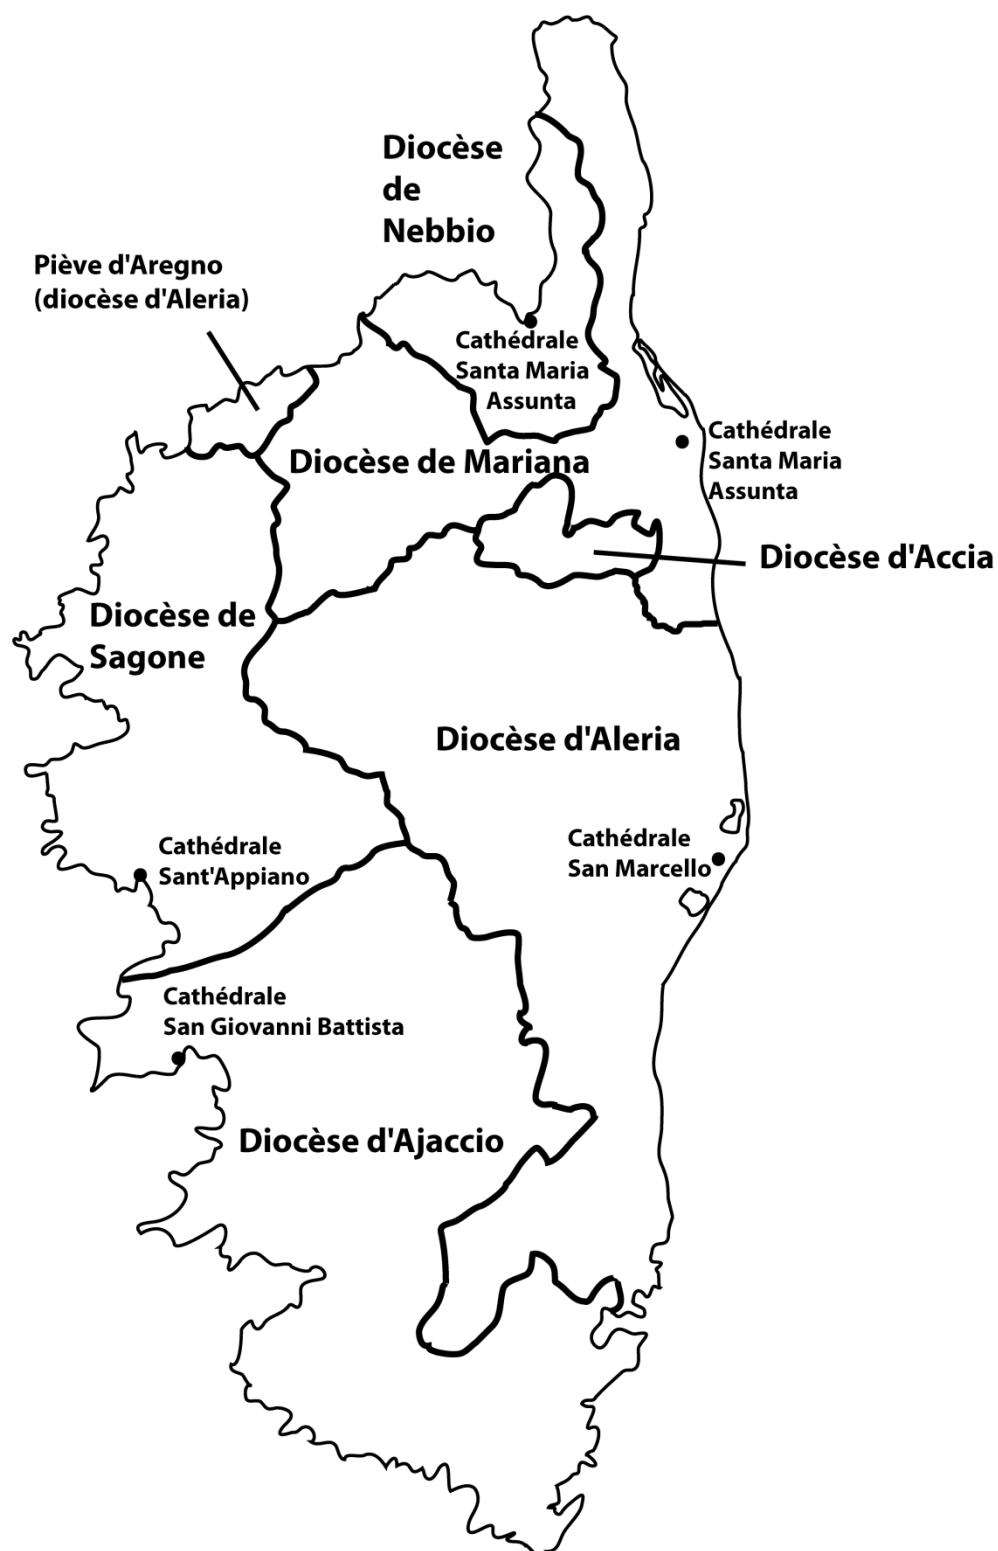 Diocèse
de
Nebbio
Piève d'Aregno
(diocèse d'Aleria)
Cathédrale
Santa Maria
Assunta
Cathédrale
Santa Maria
Assunta
Diocèse de Mariana
Diocèse d'Accia
Diocèse de
Sagone
Diocèse d'Aleria
Cathédrale
San Marcello
Cathédrale
Sant'Appiano
Cathédrale
San Giovanni Battista
Diocèse d'Ajaccio